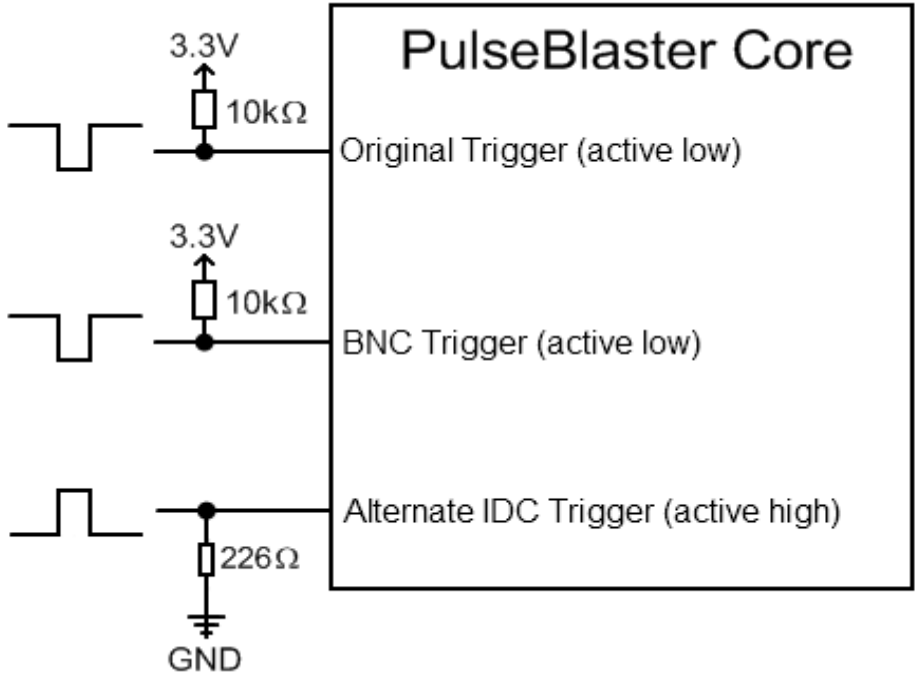 PulseBlaster Core
3.3V
10kΩ
Original Trigger (active low)
3.3V
10kΩ
BNC Trigger (active low)
Alternate IDC Trigger (active high)
226Ω
GND